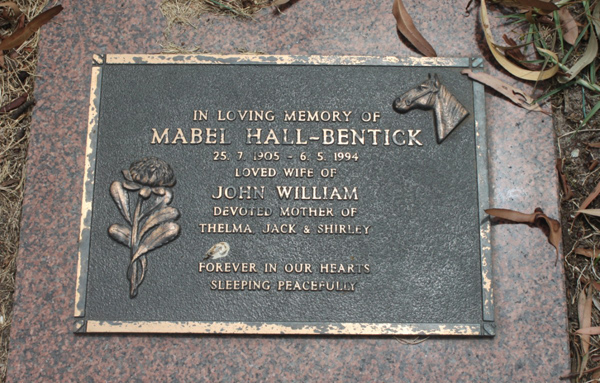 IN LOVING MEMORY OF
MABEL HALL-BENTICK
25. 7. 1905 - 6. 5. 1994
LOVED WIFE OF
JOHN WILLIAM
DEVOTED MOTHER OF
THELMA, JACK & SHIRLEY
FOREVER IN OUR HEARTS
SLEEPING PEACEFULLY